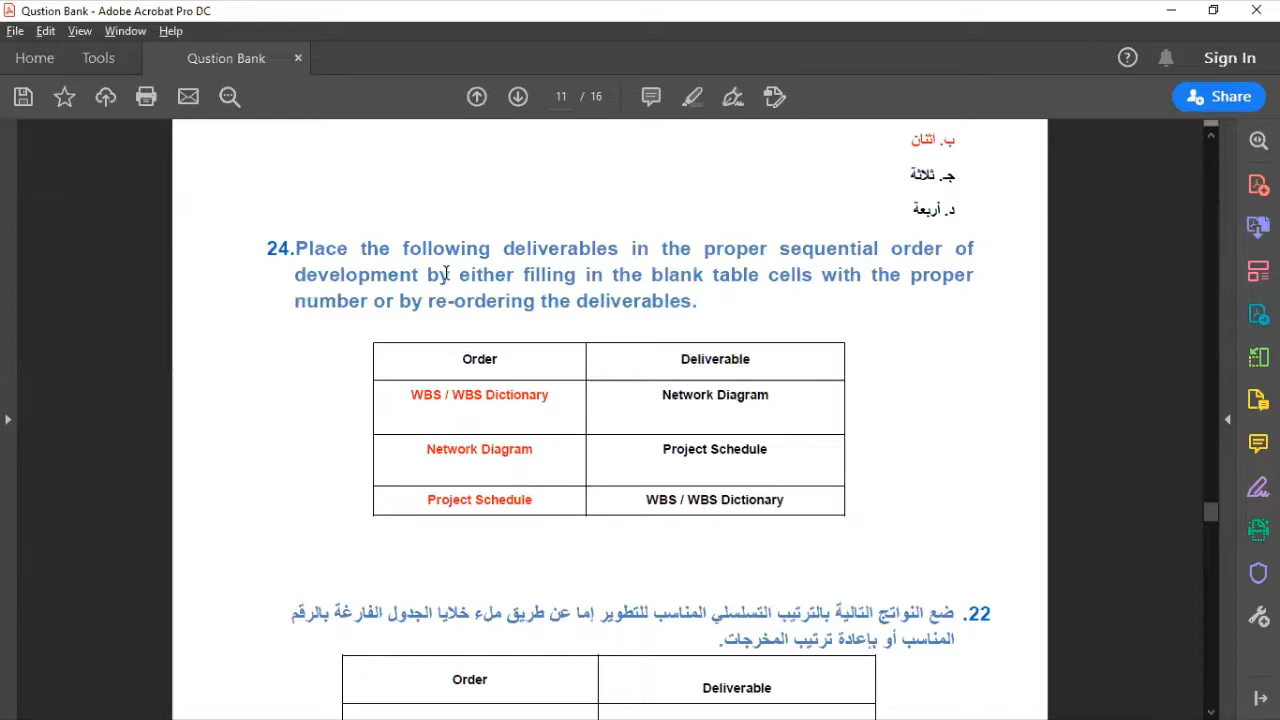 Qustion Bank - Adobe Acrobat Pro DC
File Edit View Window Help
Home Tools Qustion Bank × Sign In
11 / 16 Share
ب. اثنان
جـ. ثلاثة
د. أربعة
24.Place the following deliverables in the proper sequential order of
development by either filling in the blank table cells with the proper
number or by re-ordering the deliverables.
Order Deliverable
WBS / WBS Dictionary Network Diagram
Network Diagram Project Schedule
Project Schedule WBS / WBS Dictionary
22. ضع النواتج التالية بالترتيب التسلسلي المناسب للتطوير إما عن طريق ملء خلايا الجدول الفارغة بالرقم
المناسب أو بإعادة ترتيب المخرجات.
Order Deliverable